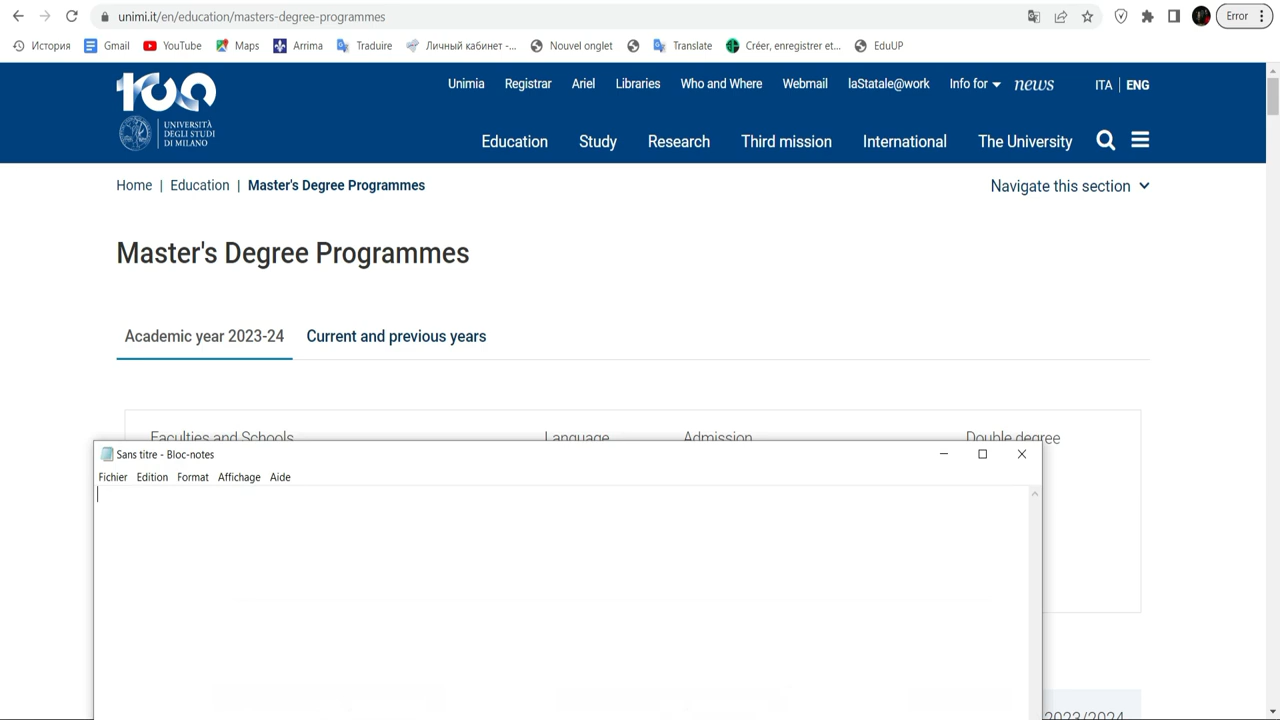 unimi.it/en/education/masters-degree-programmes
Error
История Gmail YouTube Maps Arrima Traduire Личный кабинет -... Nouvel onglet Translate Créer, enregistrer et... EduUP
100
UNIVERSITÀ
DEGLI STUDI
DI MILANO
Unimia Registrar Ariel Libraries Who and Where Webmail laStatale@work Info for news ITA | ENG
Education Study Research Third mission International The University
Home | Education | Master's Degree Programmes
Navigate this section
Master's Degree Programmes
Academic year 2023-24 Current and previous years
Faculties and Schools Language Admission Double degree
Sans titre - Bloc-notes
Fichier Edition Format Affichage Aide
2023/2024